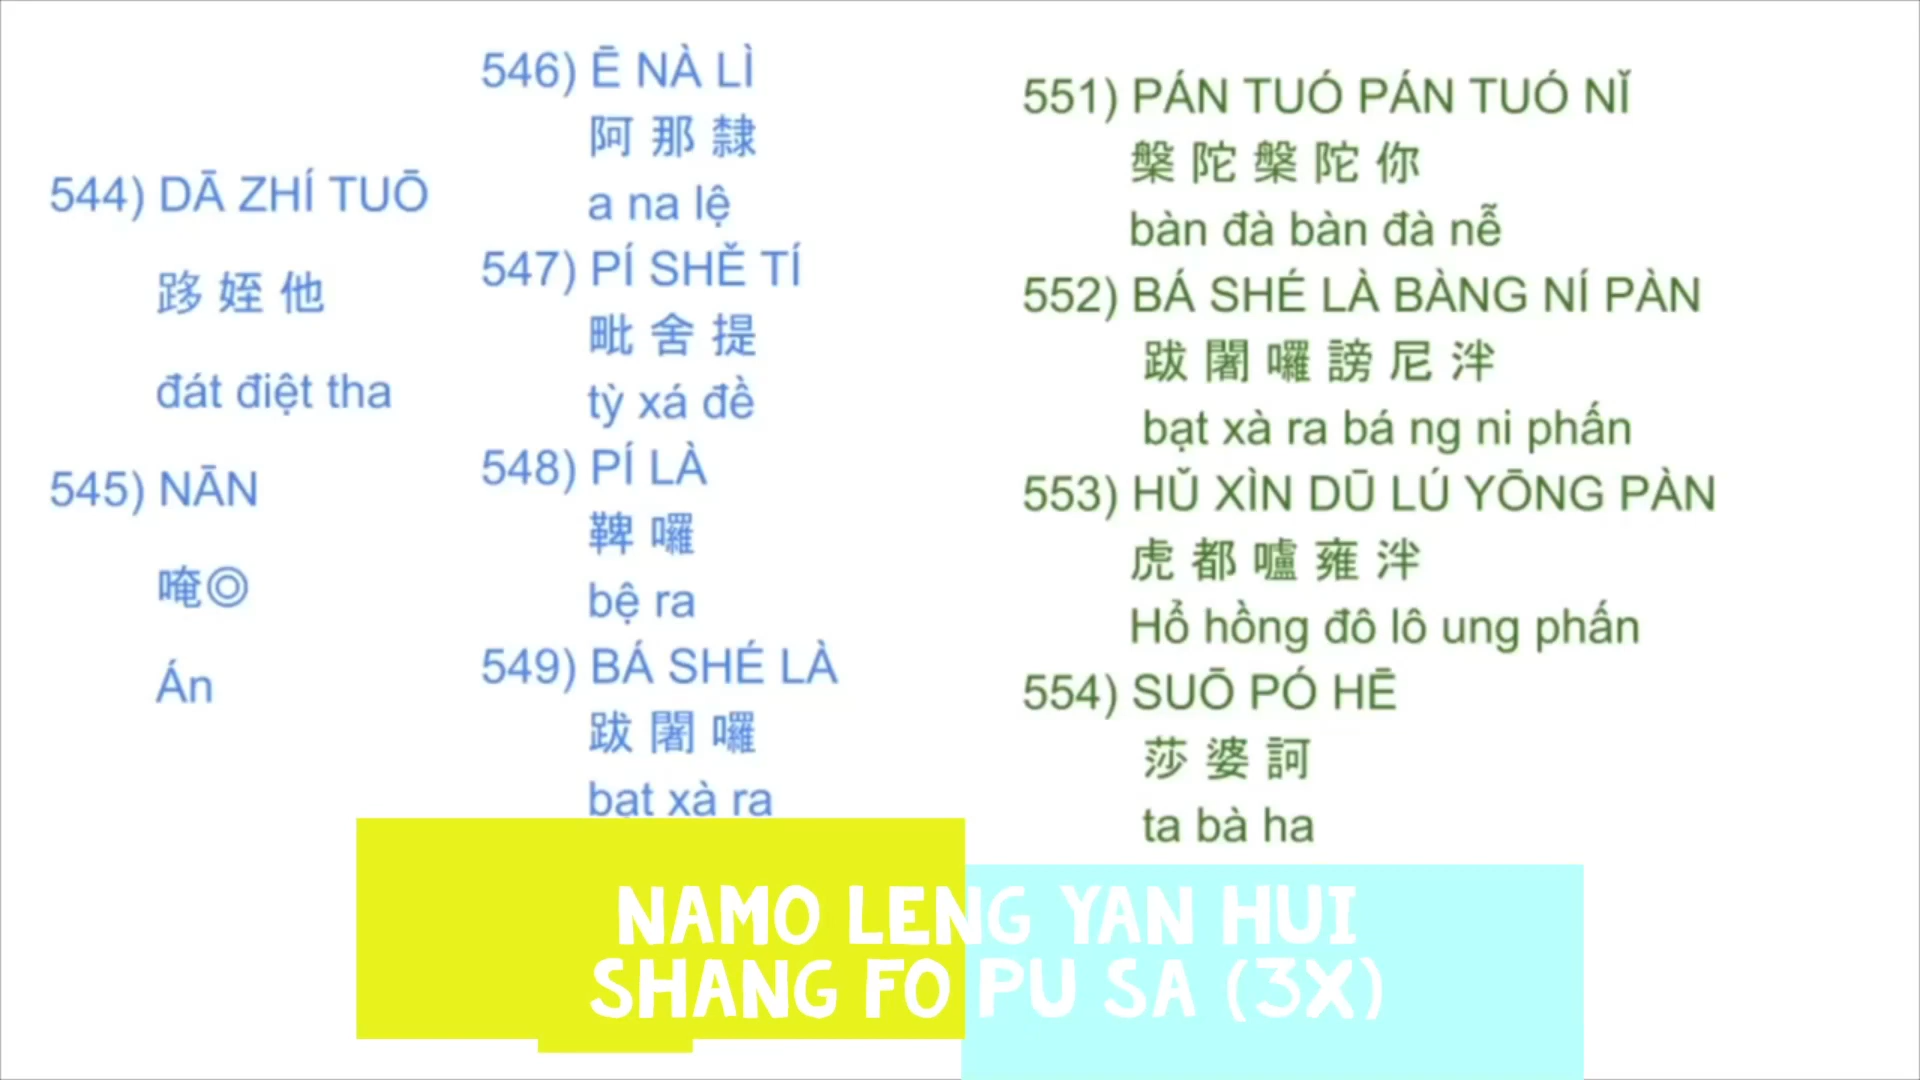 544) DĀ ZHÍ TUŌ
跢 姪 他
đát điệt tha
545) NĀN
唵◎
Án
546) Ē NÀ LÌ
阿 那 隸
a na lệ
547) PÍ SHĚ TÍ
毗 舍 提
tỳ xá đề
548) PÍ LÀ
鞞 囉
bệ ra
549) BÁ SHÉ LÀ
跋 闍 囉
bạt xà ra
551) PÁN TUÓ PÁN TUÓ NǏ
槃 陀 槃 陀 你
bàn đà bàn đà nễ
552) BÁ SHÉ LÀ BÀNG NÍ PÀN
跋 闍 囉 謗 尼 泮
bạt xà ra bá ng ni phấn
553) HǓ XÌN DŪ LÚ YŌNG PÀN
虎 都 嚧 雍 泮
Hổ hồng đô lô ung phấn
554) SUŌ PÓ HĒ
莎 婆 訶
ta bà ha
NAMO LENG YAN HUI
SHANG FO PU SA (3X)